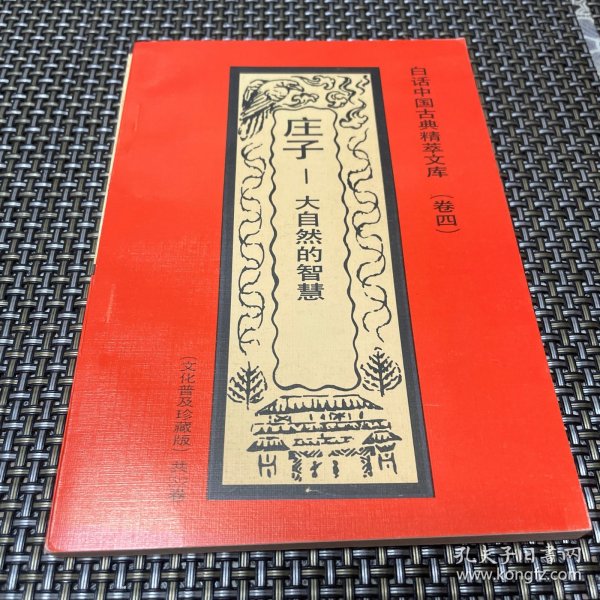 白话中国古典精萃文库(卷四)
庄子—大自然的智慧
(文化普及珍藏版
孔夫子旧书网
www.kongfz.com